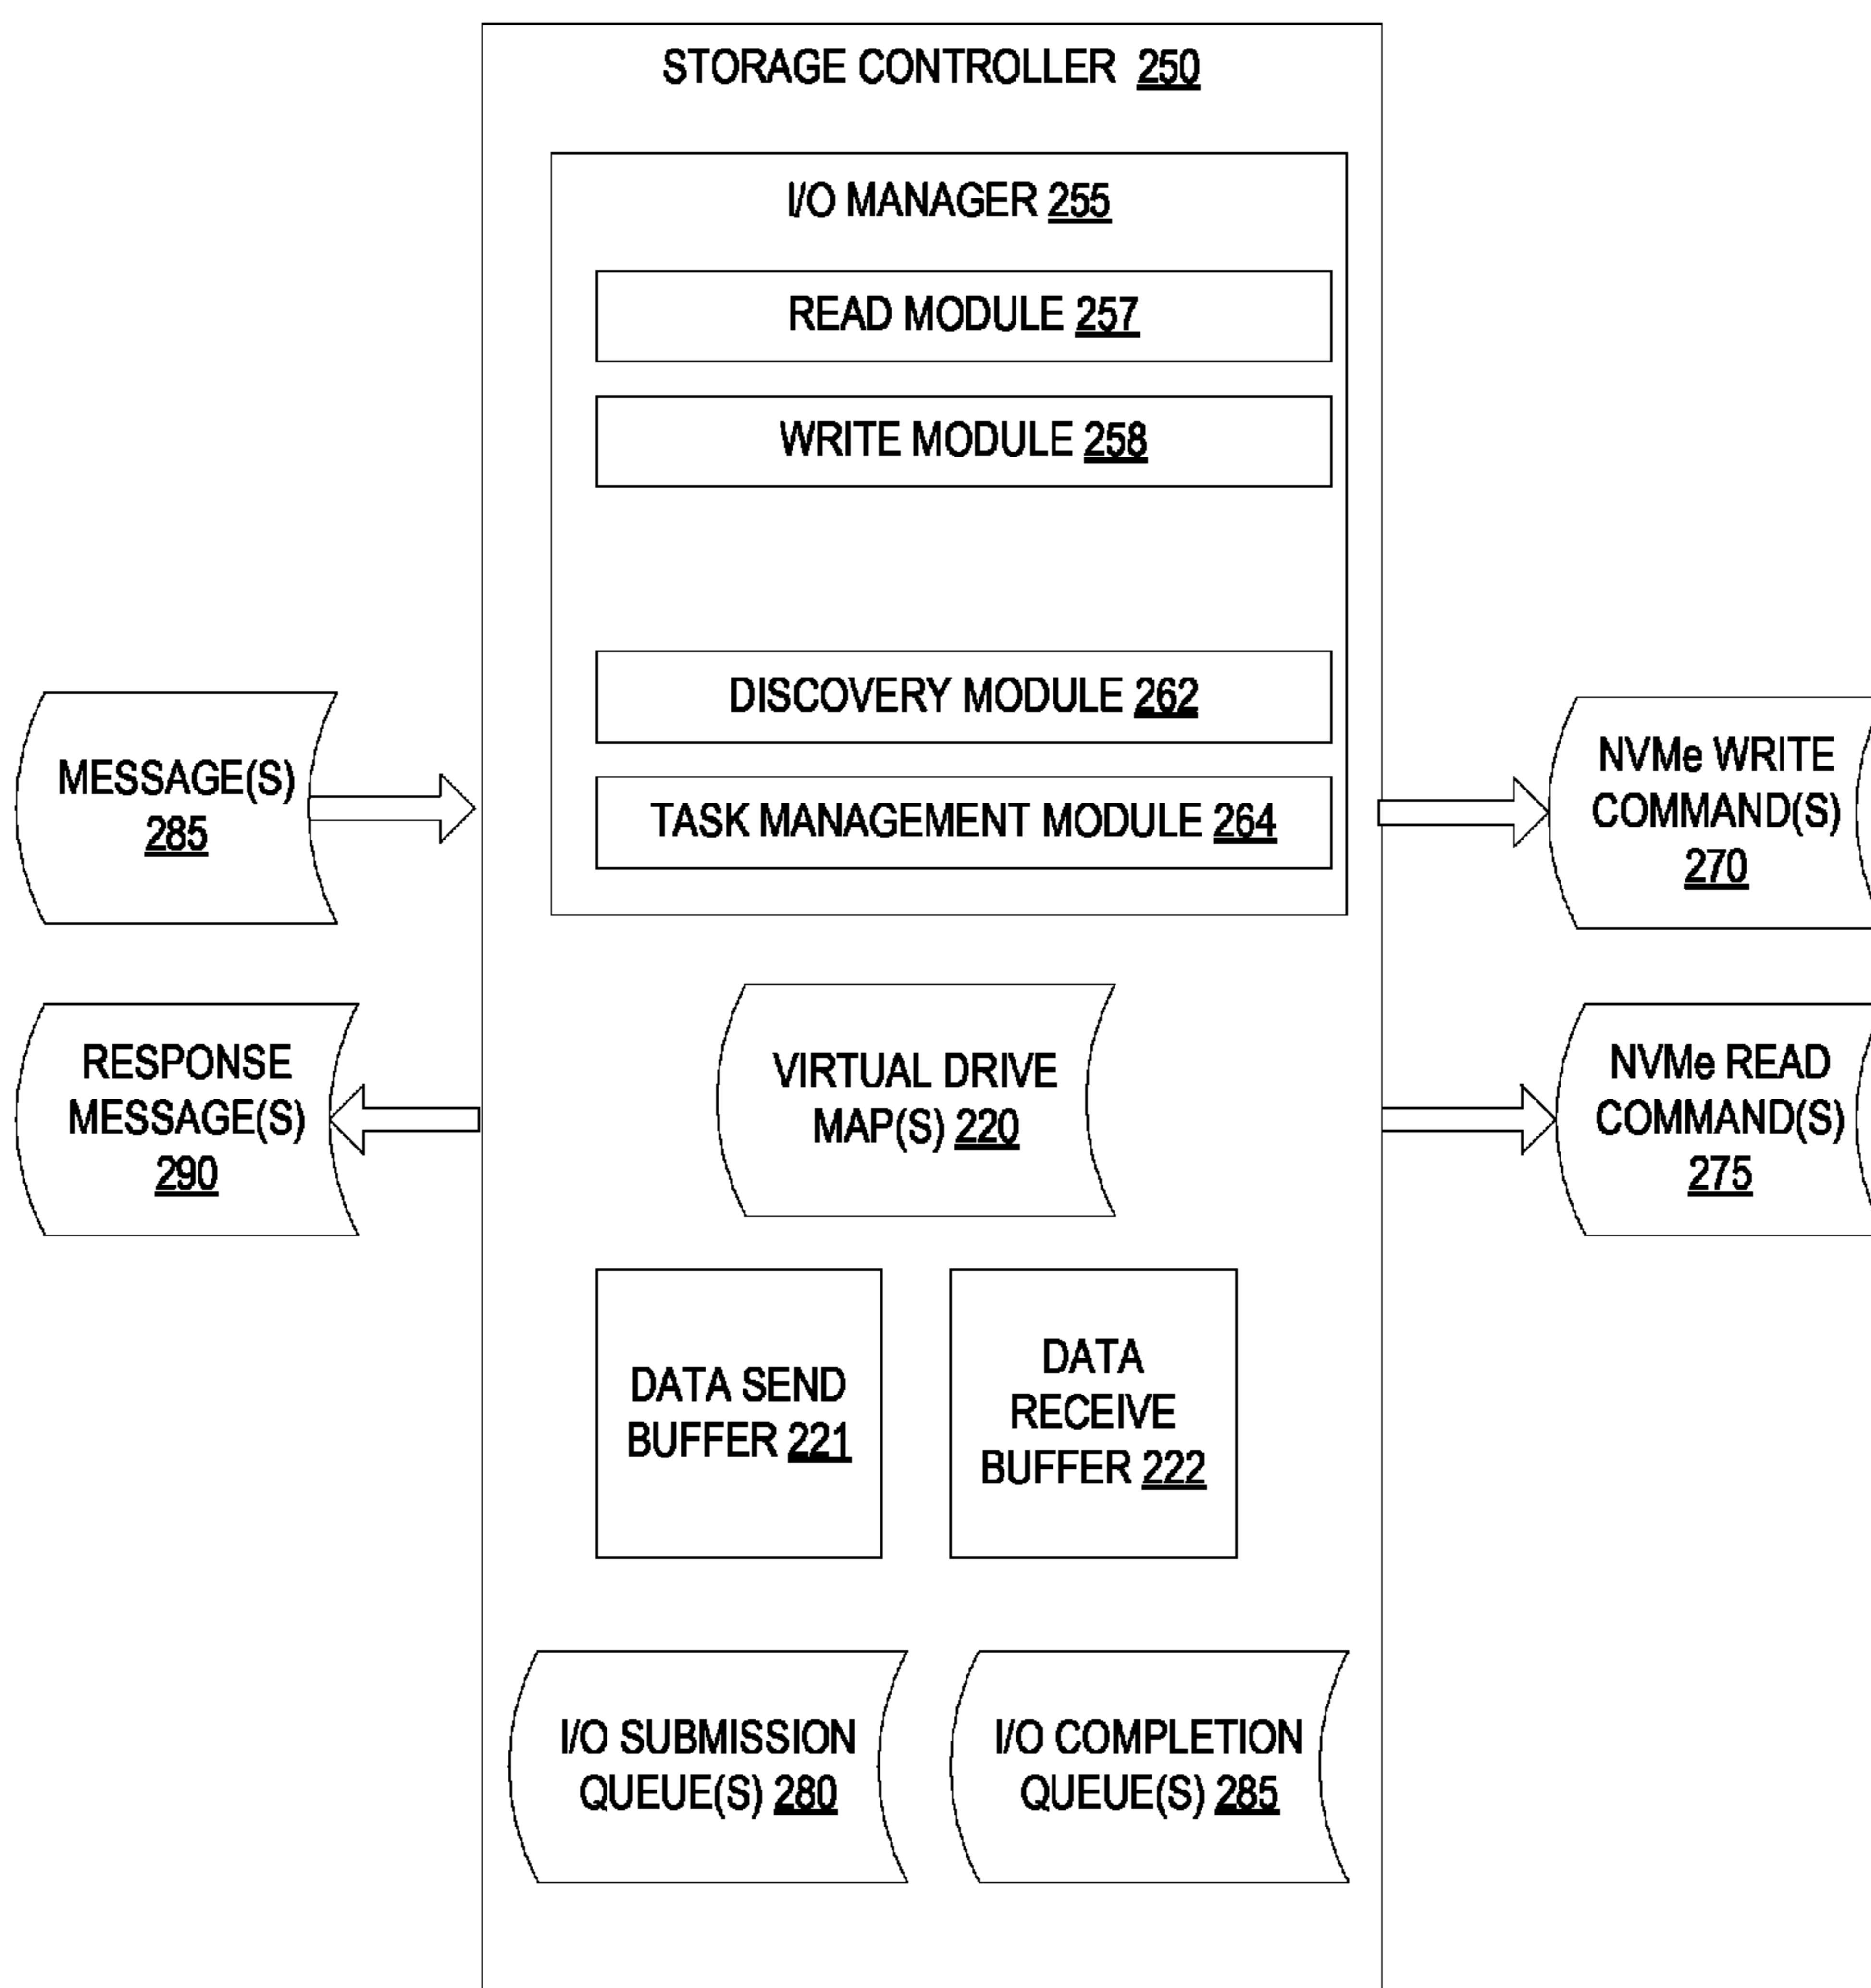 STORAGE CONTROLLER 250
I/O MANAGER 255
READ MODULE 257
WRITE MODULE 258
DISCOVERY MODULE 262
TASK MANAGEMENT MODULE 264
MESSAGE(S)
285
RESPONSE
MESSAGE(S)
290
NVMe WRITE
COMMAND(S)
270
NVMe READ
COMMAND(S)
275
VIRTUAL DRIVE
MAP(S) 220
DATA SEND
BUFFER 221
DATA
RECEIVE
BUFFER 222
I/O SUBMISSION
QUEUE(S) 280
I/O COMPLETION
QUEUE(S) 285